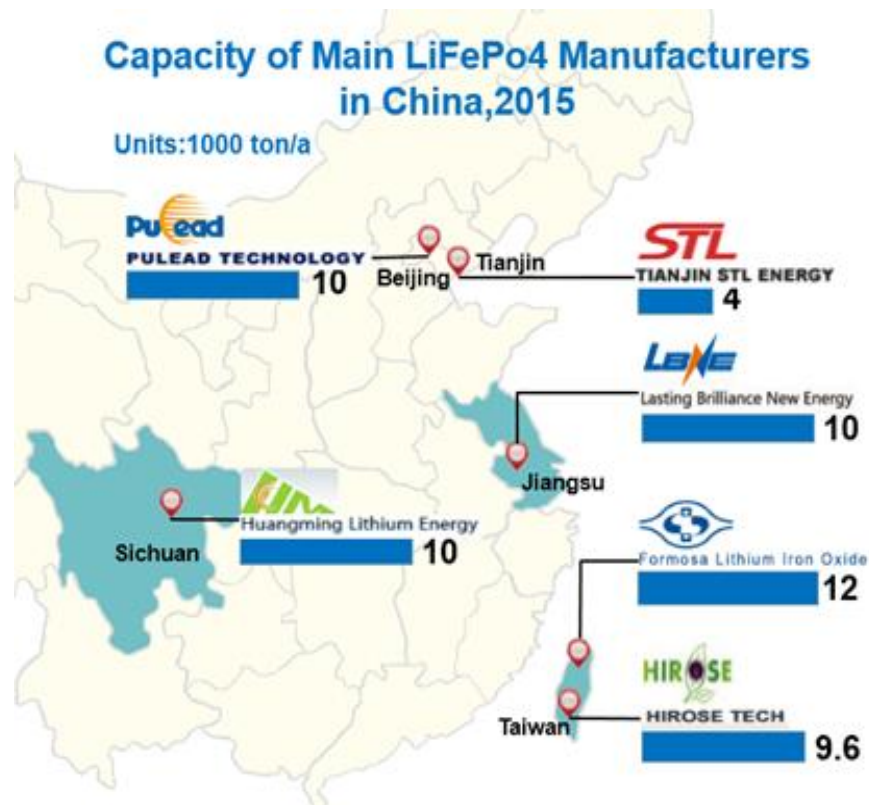 Capacity of Main LiFePo4 Manufacturers
in China,2015
Units:1000 ton/a
Pulead
PULEAD TECHNOLOGY
10
Beijing
Tianjin
STL
TIANJIN STL ENERGY
4
LBNE
Lasting Brilliance New Energy
10
Jiangsu
Huangming Lithium Energy
10
Sichuan
Formosa Lithium Iron Oxide
12
HIROSE
HIROSE TECH
9.6
Taiwan